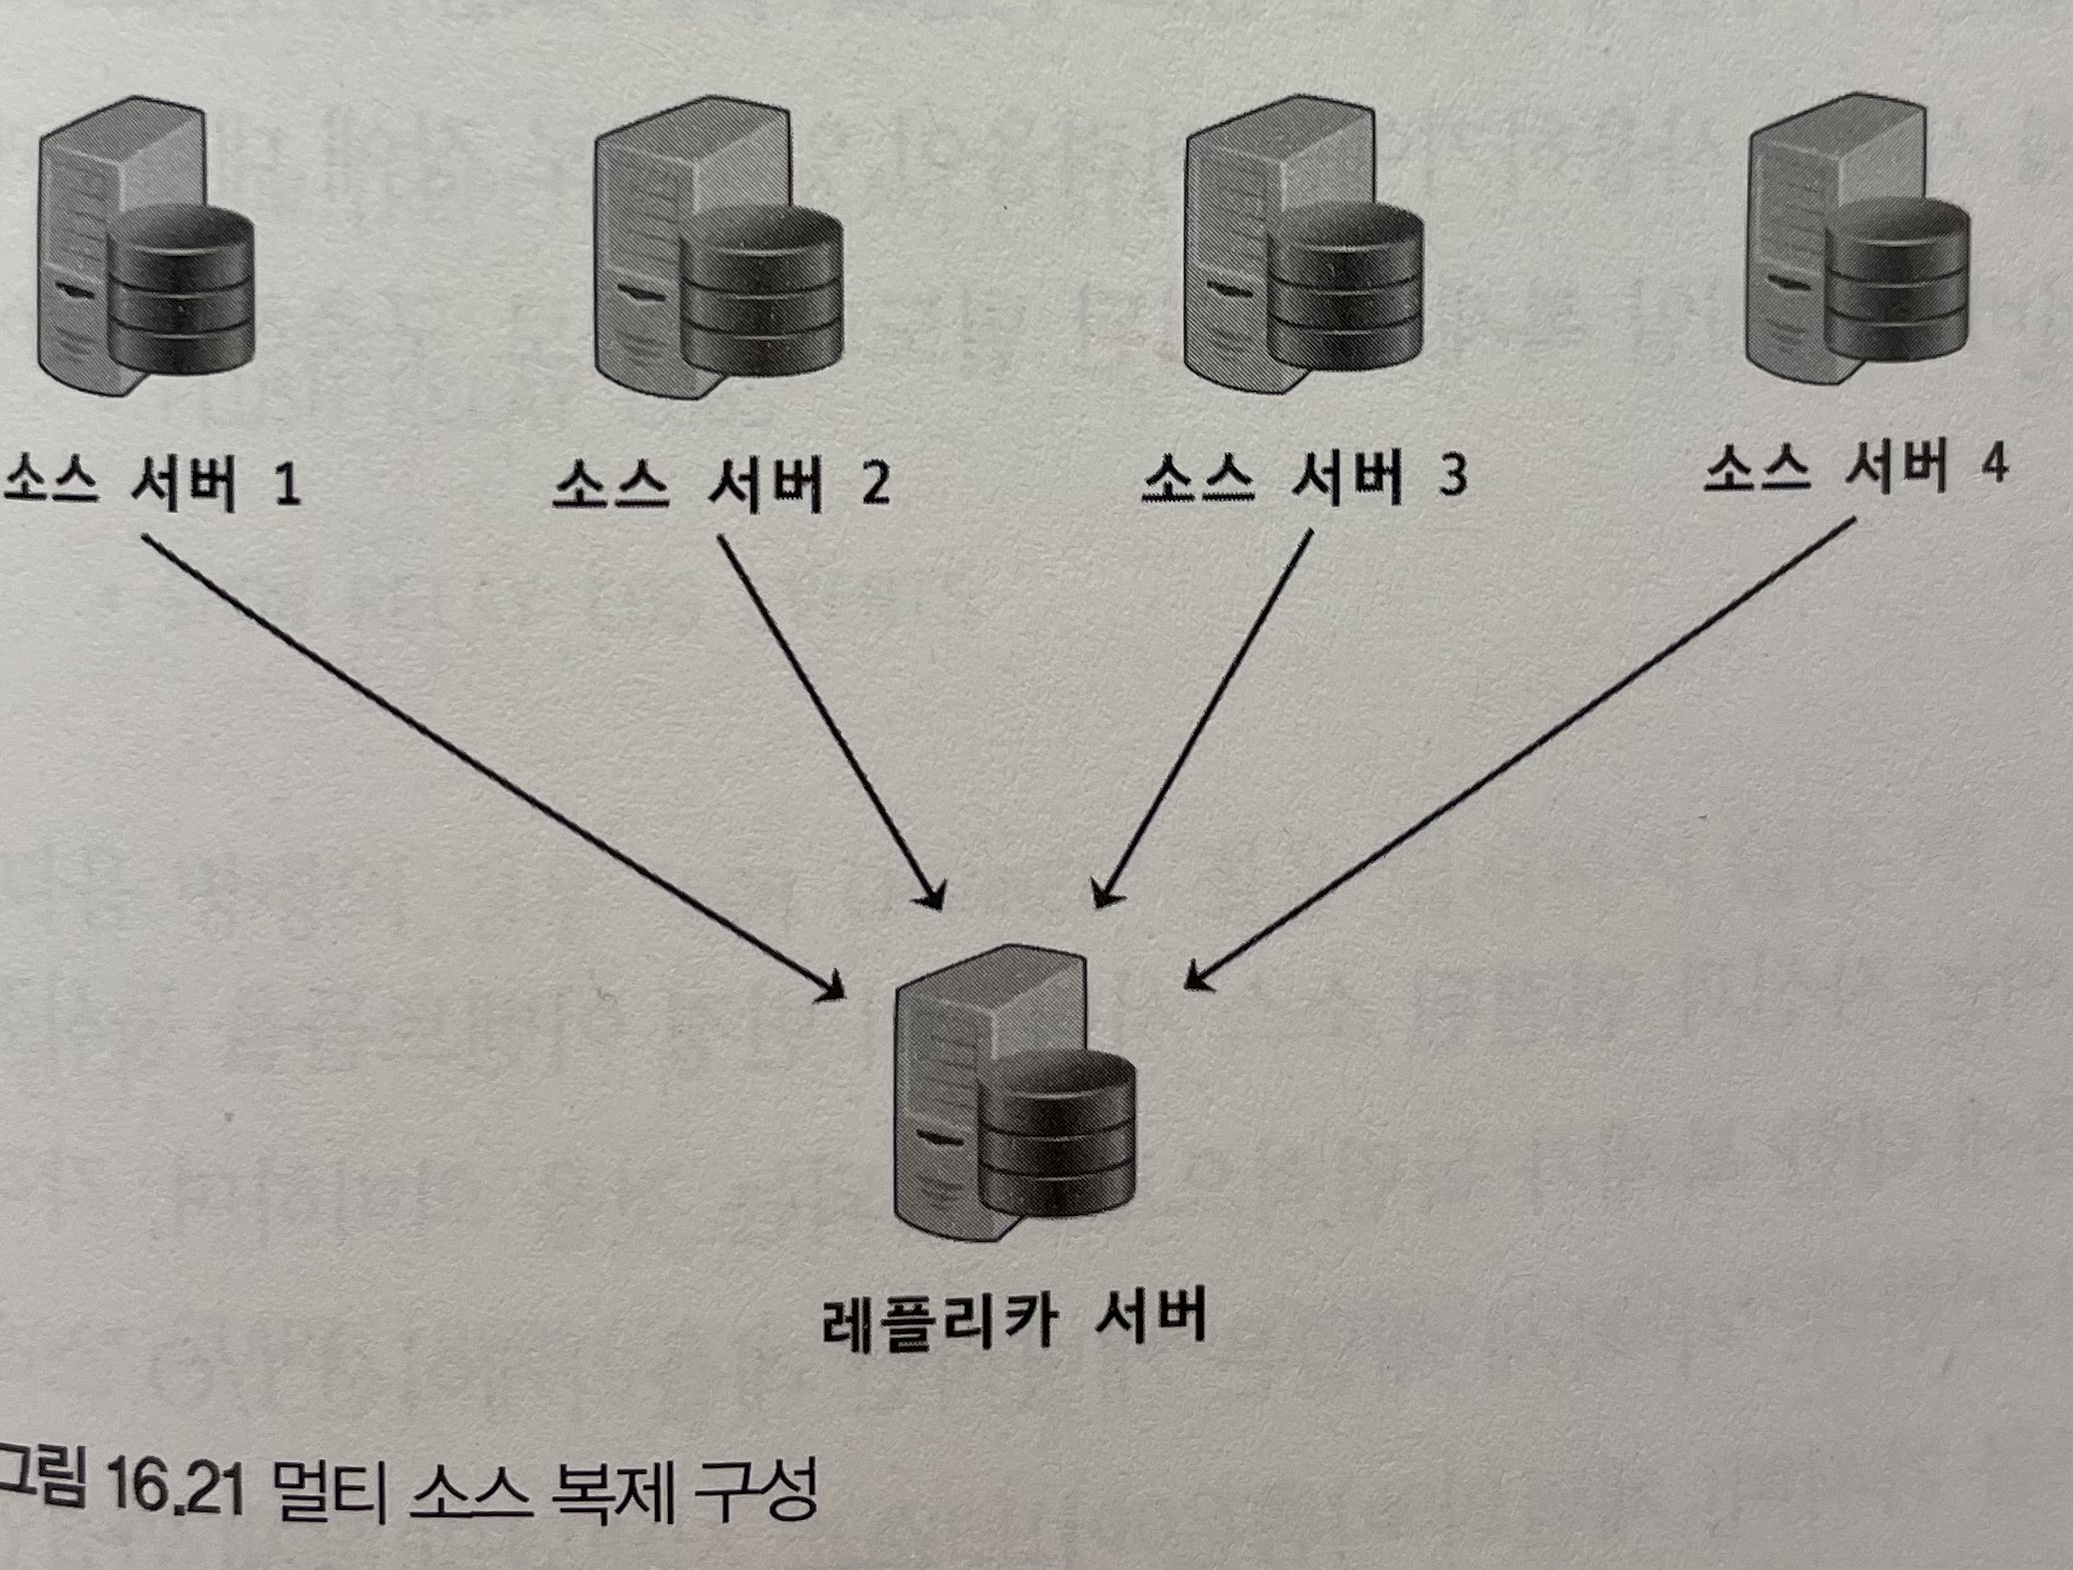 소스 서버 1
소스 서버 2
소스 서버 3
소스 서버 4
레플리카 서버
그림 16.21 멀티 소스 복제 구성